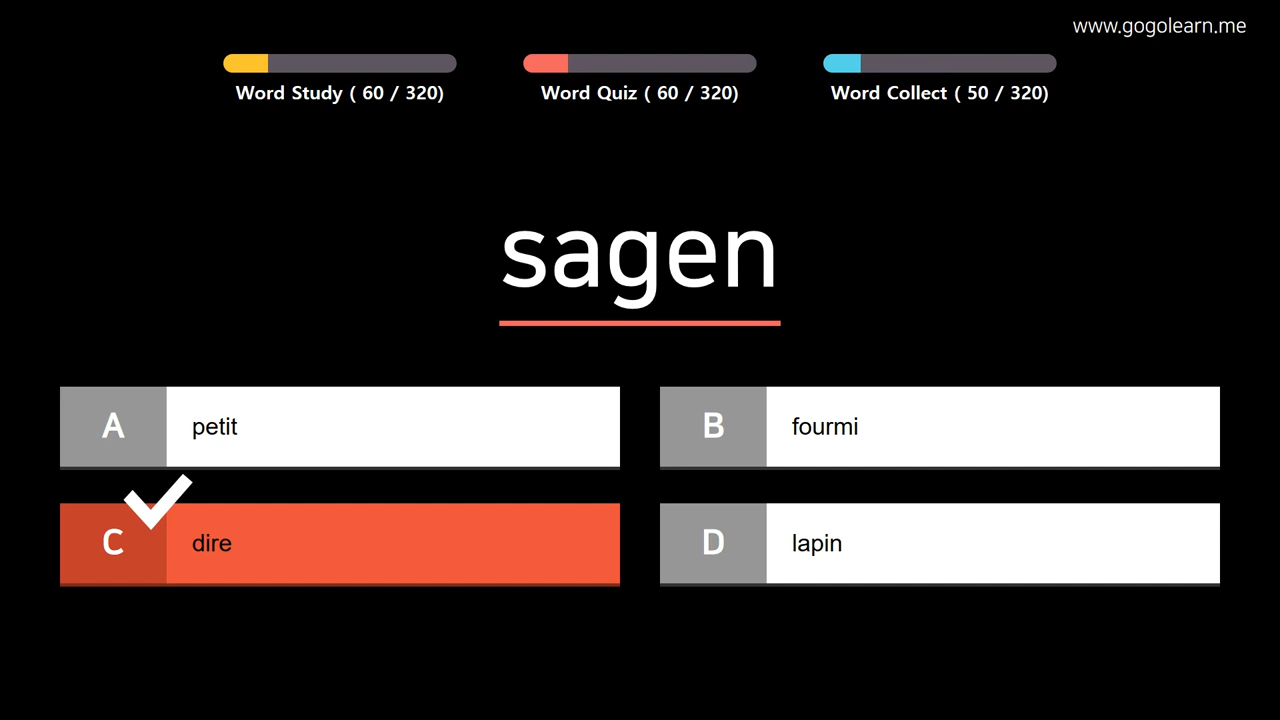 www.gogolearn.me
Word Study ( 60 / 320)
Word Quiz ( 60 / 320)
Word Collect ( 50 / 320)
sagen
A petit
B fourmi
C dire
D lapin